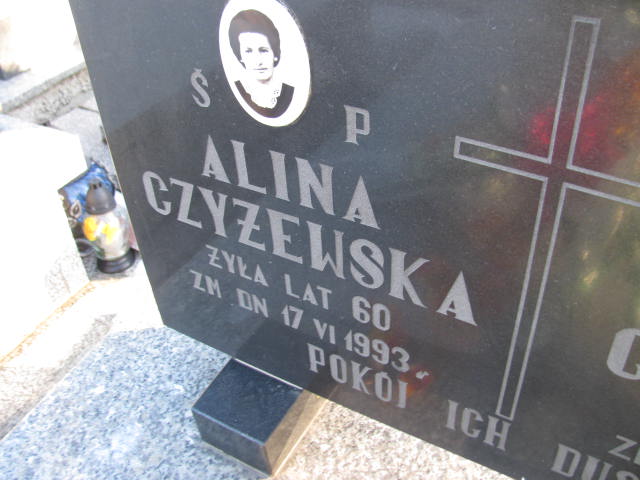 Ś P
ALINA
CZYŻEWSKA
ŻYŁA LAT 60
ZM DN 17 VI 1993
POKÓJ ICH